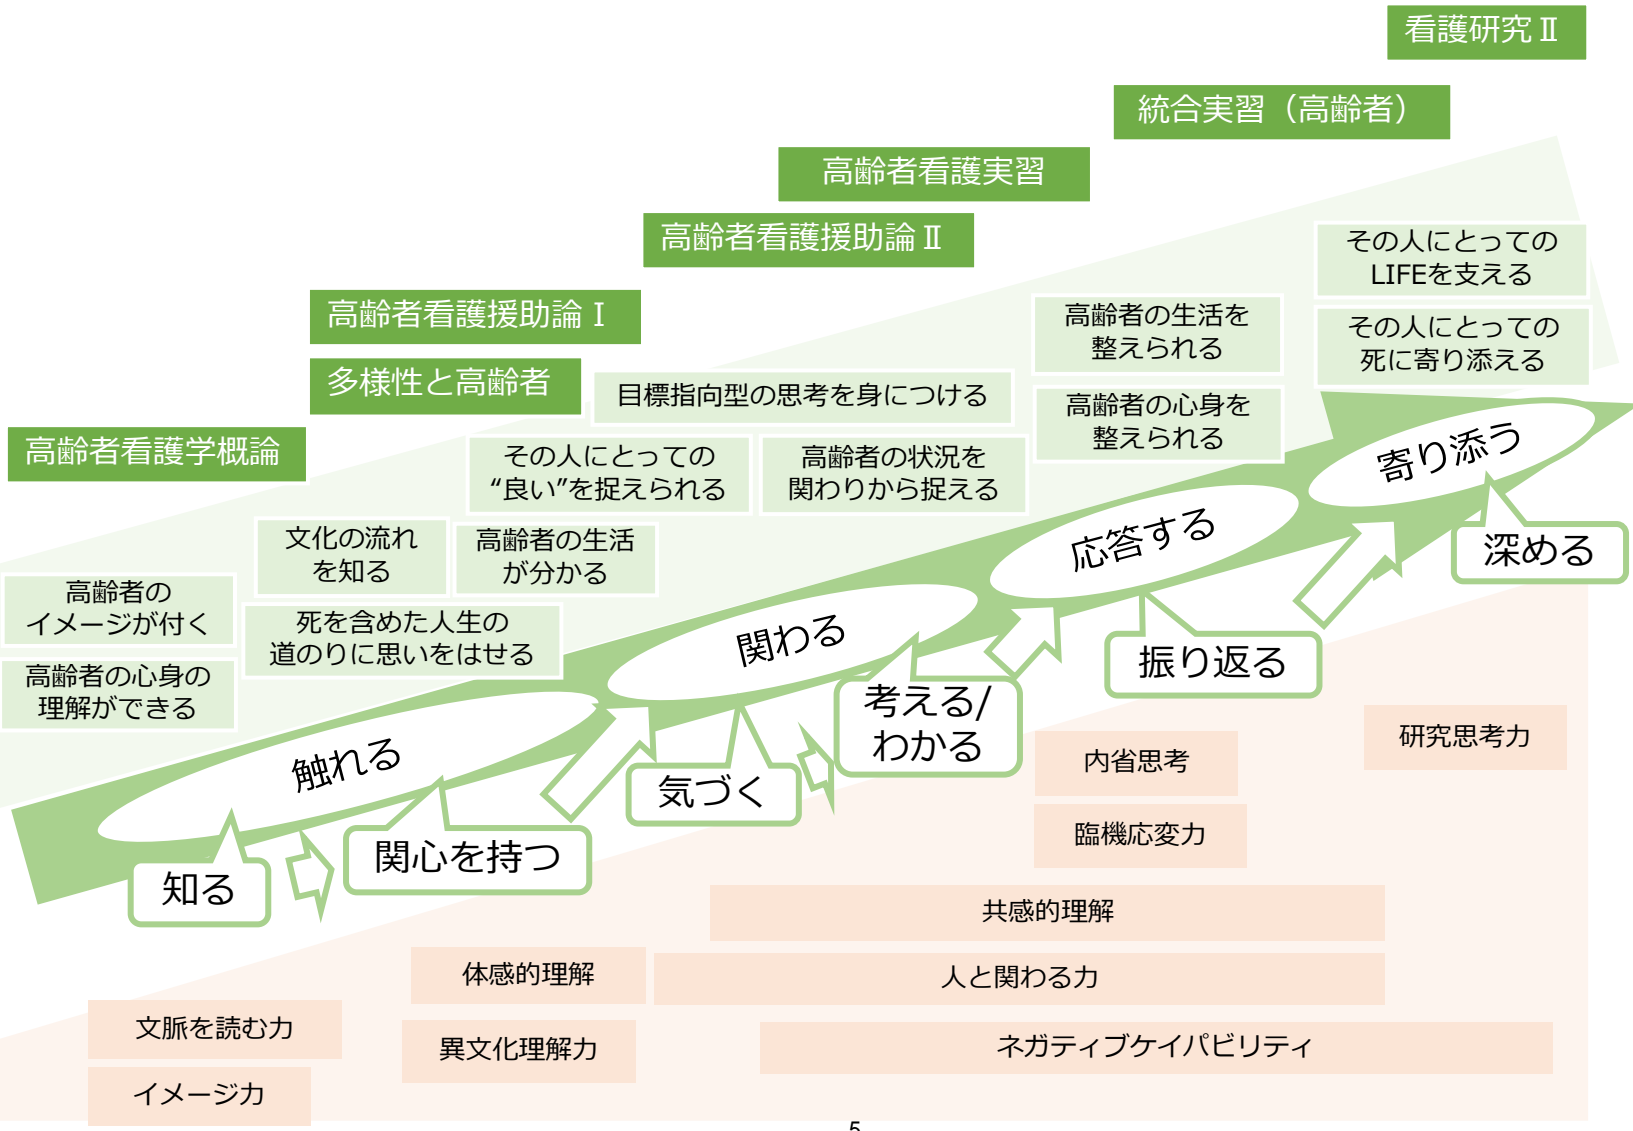 看護研究Ⅱ
統合実習（高齢者）
高齢者看護実習
高齢者看護援助論Ⅱ
高齢者看護援助論Ⅰ
多様性と高齢者
高齢者看護学概論
その人にとっての
LIFEを支える
その人にとっての
死に寄り添える
高齢者の生活を
整えられる
高齢者の心身を
整えられる
目標指向型の思考を身につける
その人にとっての
“良い”を捉えられる
高齢者の状況を
関わりから捉える
文化の流れ
を知る
高齢者の生活
が分かる
高齢者の
イメージが付く
死を含めた人生の
道のりに思いをはせる
高齢者の心身の
理解ができる
触れる
関わる
応答する
寄り添う
知る
関心を持つ
気づく
考える/
わかる
振り返る
深める
研究思考力
内省思考
臨機応変力
共感的理解
体感的理解
人と関わる力
文脈を読む力
異文化理解力
ネガティブケイパビリティ
イメージ力
5